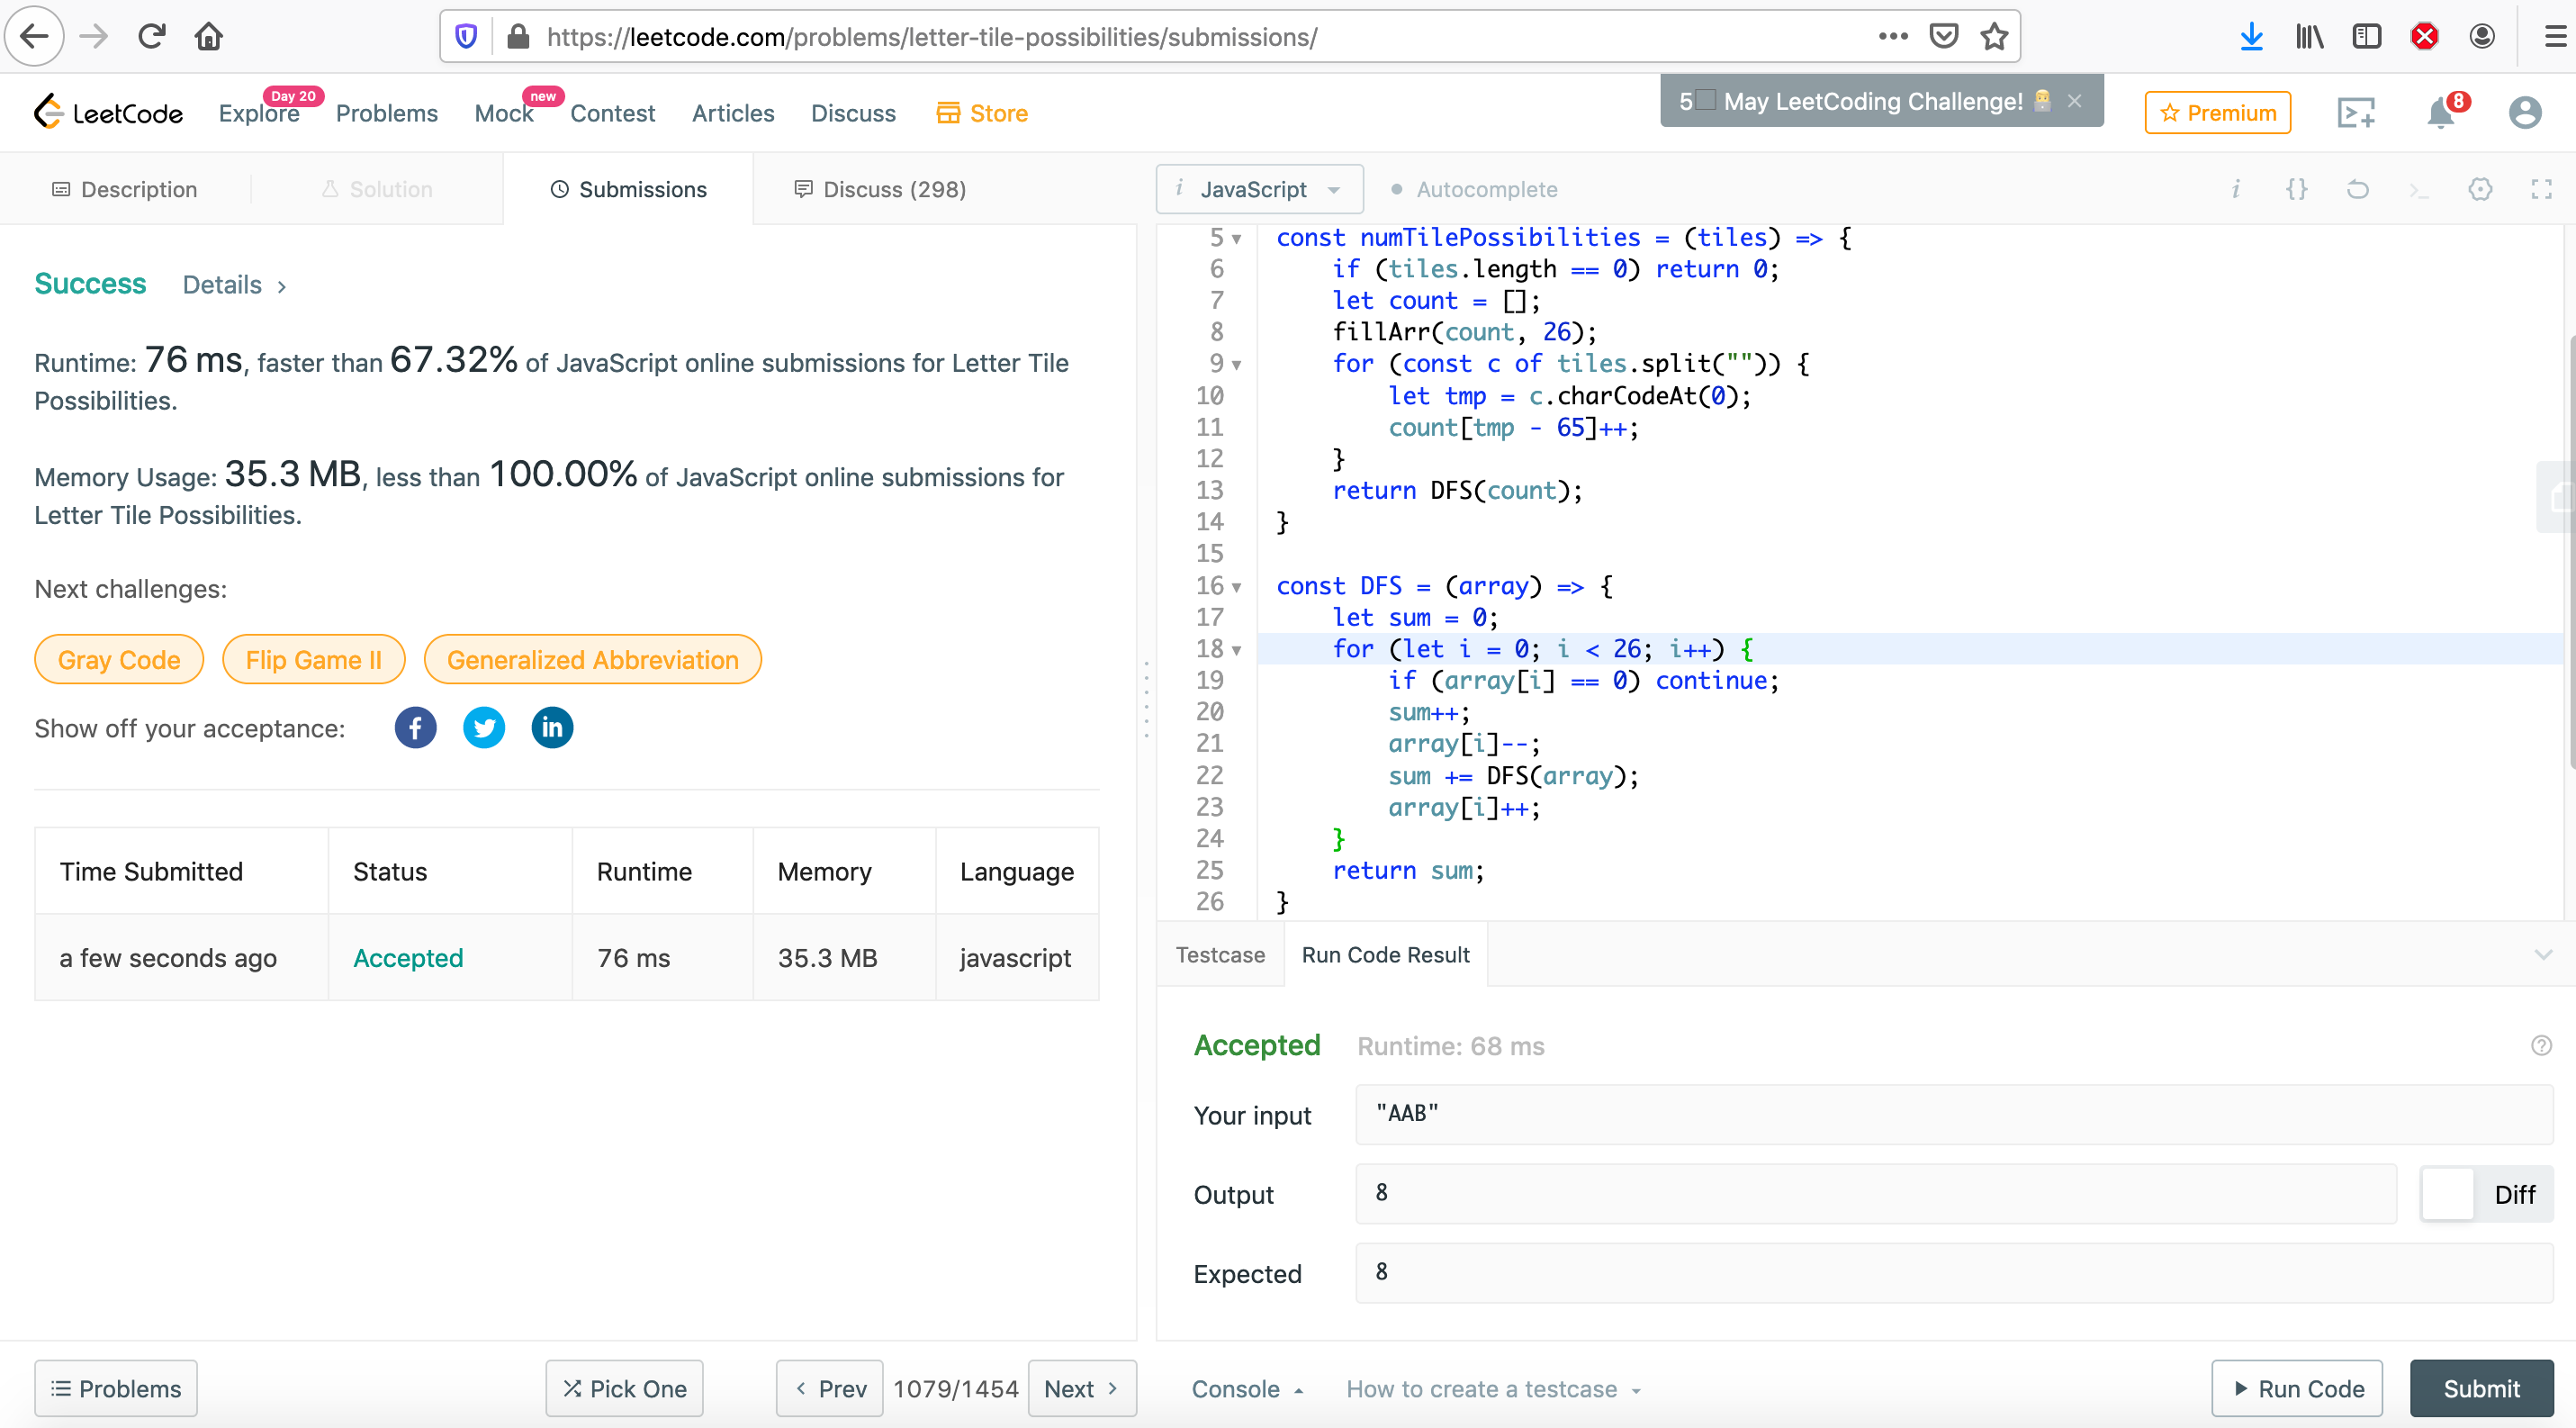 https://leetcode.com/problems/letter-tile-possibilities/submissions/
LeetCode
Explore
Day 20
Problems
Mock
new
Contest
Articles
Discuss
Store
5 May LeetCoding Challenge!
Premium
8
Description
Solution
Submissions
Discuss (298)
i JavaScript
Autocomplete
Success
Details
Runtime: 76 ms, faster than 67.32% of JavaScript online submissions for Letter Tile
Possibilities.
Memory Usage: 35.3 MB, less than 100.00% of JavaScript online submissions for
Letter Tile Possibilities.
Next challenges:
Gray Code
Flip Game II
Generalized Abbreviation
Show off your acceptance:
Time Submitted Status Runtime Memory Language
a few seconds ago Accepted 76 ms 35.3 MB javascript
5 const numTilePossibilities = (tiles) => {
6 if (tiles.length == 0) return 0;
7 let count = [];
8 fillArr(count, 26);
9 for (const c of tiles.split("")) {
10 let tmp = c.charCodeAt(0);
11 count[tmp - 65]++;
12 }
13 return DFS(count);
14 }
15
16 const DFS = (array) => {
17 let sum = 0;
18 for (let i = 0; i < 26; i++) {
19 if (array[i] == 0) continue;
20 sum++;
21 array[i]--;
22 sum += DFS(array);
23 array[i]++;
24 }
25 return sum;
26 }
Testcase
Run Code Result
Accepted
Runtime: 68 ms
Your input
"AAB"
Output
8
Diff
Expected
8
Problems
Pick One
Prev
1079/1454
Next
Console
How to create a testcase
Run Code
Submit